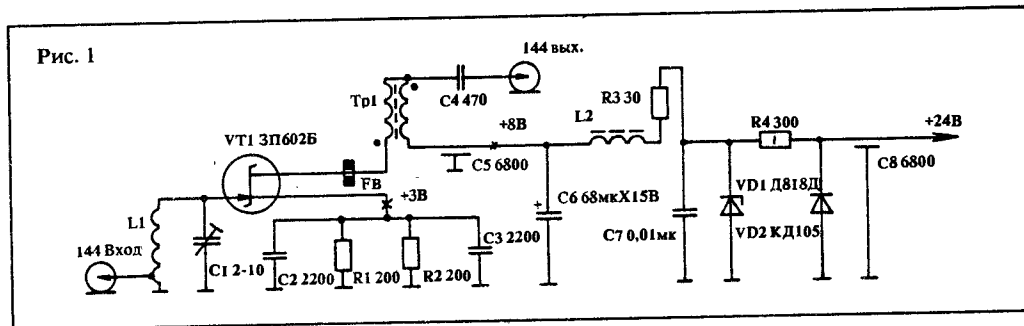 Рис. 1
144 вых.
Тр1
С4 470
R3 30
L2
+8В
R4 300
+24В
VT1 ЗП602Б
FB
С5 6800
+3В
С6 68мкХ15В
+
VD1 Д818Д
С8 6800
L1
С7 0,01мк
VD2 КД105
144 Вход
С1 2-10
С2 2200
R1 200
R2 200
С3 2200